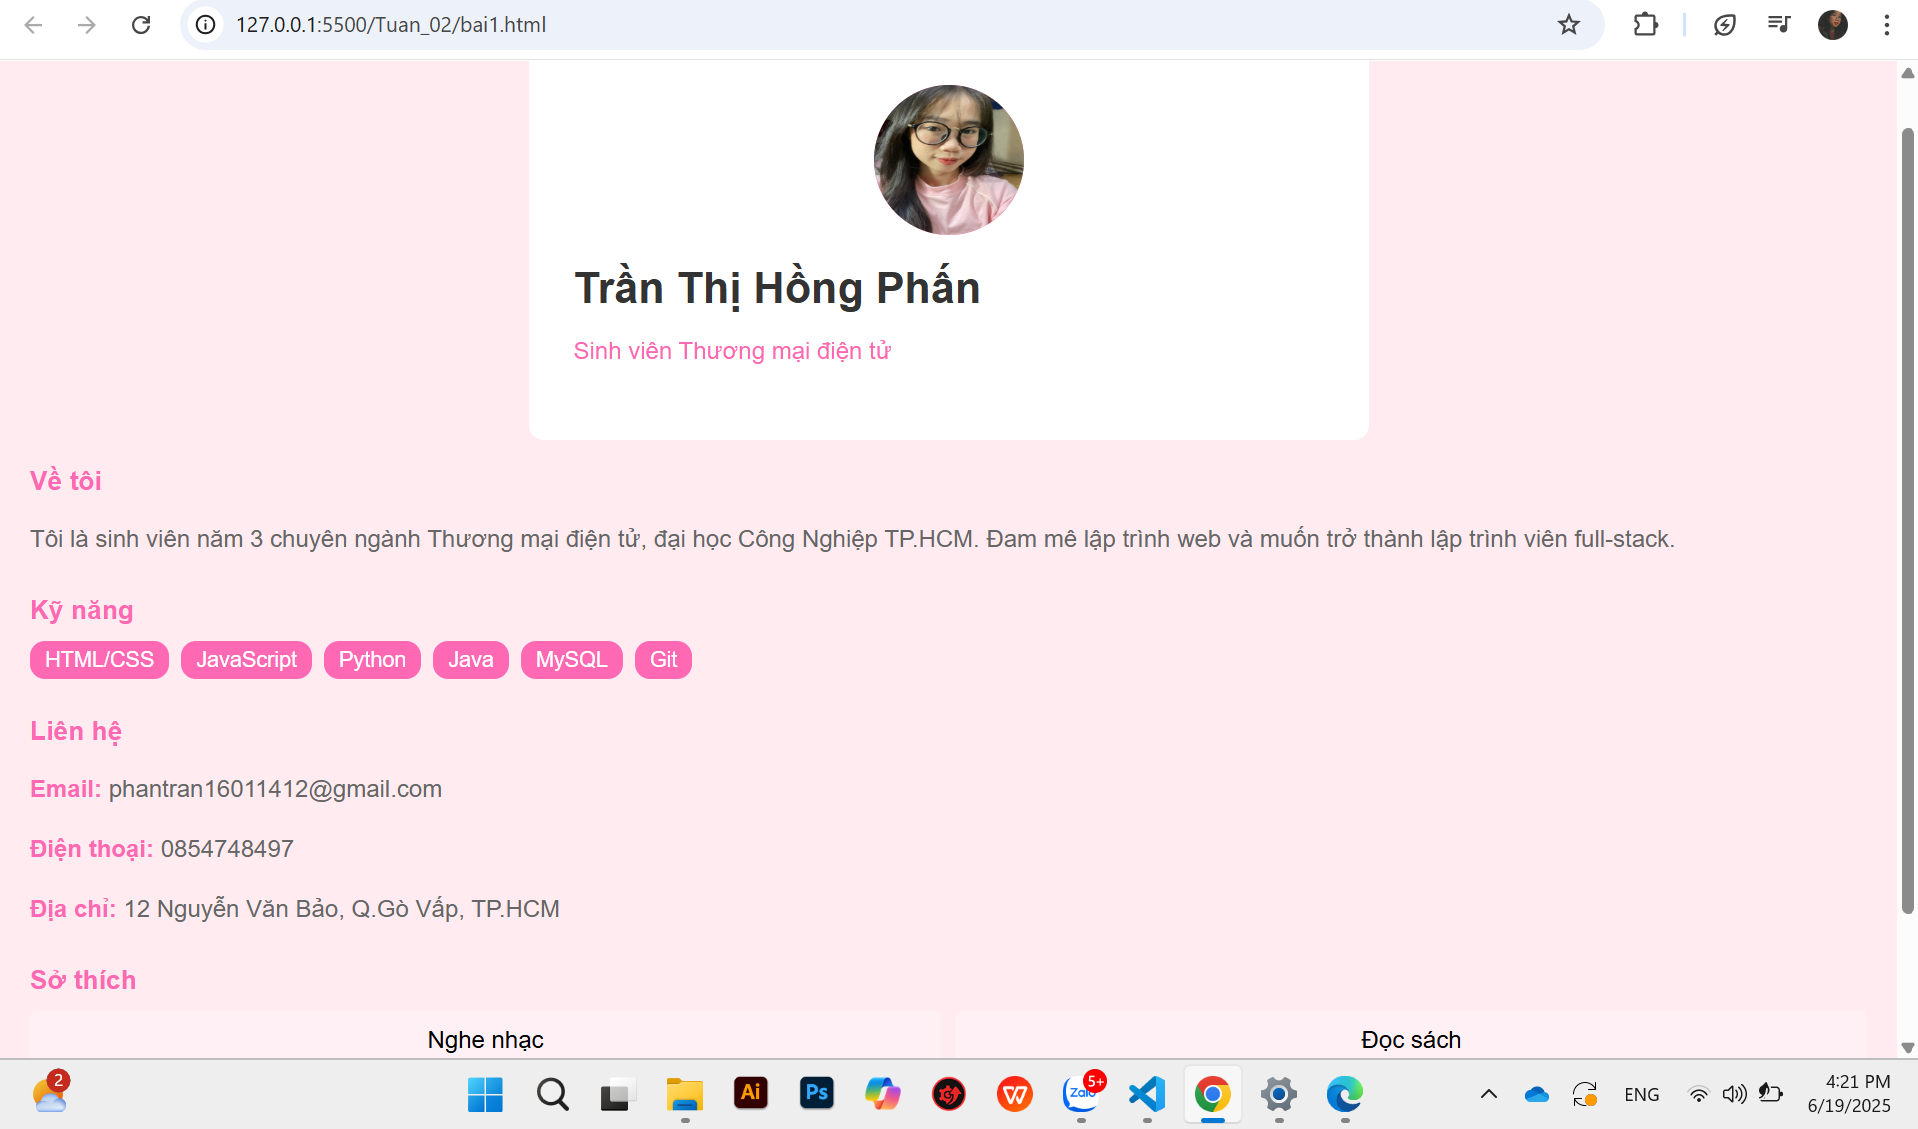 127.0.0.1:5500/Tuan_02/bai1.html
Trần Thị Hồng Phấn
Sinh viên Thương mại điện tử
Về tôi
Tôi là sinh viên năm 3 chuyên ngành Thương mại điện tử, đại học Công Nghiệp TP.HCM. Đam mê lập trình web và muốn trở thành lập trình viên full-stack.
Kỹ năng
HTML/CSS JavaScript Python Java MySQL Git
Liên hệ
Email: phantran16011412@gmail.com
Điện thoại: 0854748497
Địa chỉ: 12 Nguyễn Văn Bảo, Q.Gò Vấp, TP.HCM
Sở thích
Nghe nhạc Đọc sách
2 Ai Ps W Zalo 5+ ENG 4:21 PM
6/19/2025